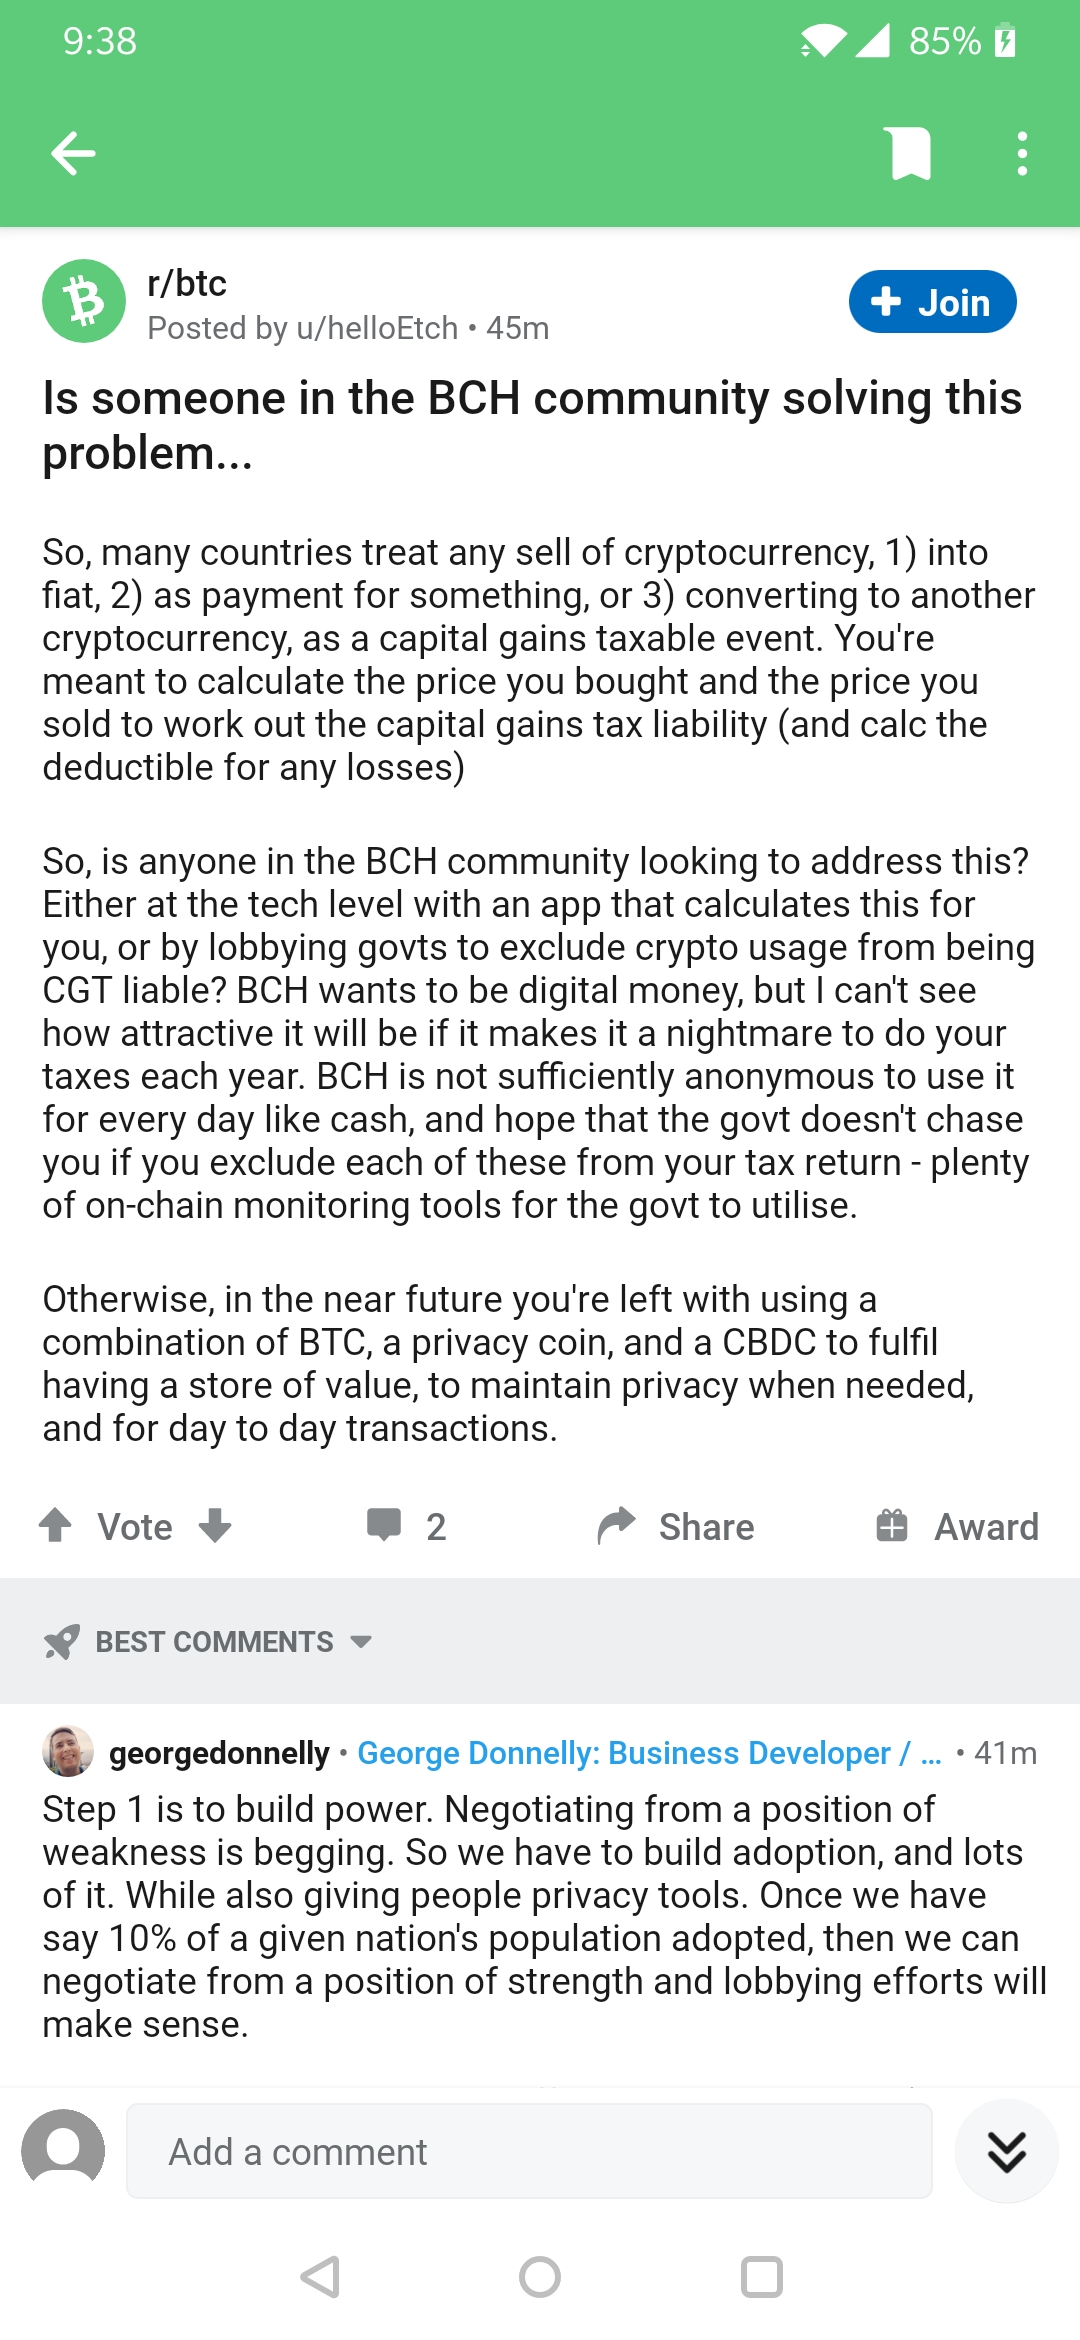 9:38
85%
r/btc
Posted by u/helloEtch • 45m
Join
Is someone in the BCH community solving this
problem...
So, many countries treat any sell of cryptocurrency, 1) into
fiat, 2) as payment for something, or 3) converting to another
cryptocurrency, as a capital gains taxable event. You're
meant to calculate the price you bought and the price you
sold to work out the capital gains tax liability (and calc the
deductible for any losses)
So, is anyone in the BCH community looking to address this?
Either at the tech level with an app that calculates this for
you, or by lobbying govts to exclude crypto usage from being
CGT liable? BCH wants to be digital money, but I can't see
how attractive it will be if it makes it a nightmare to do your
taxes each year. BCH is not sufficiently anonymous to use it
for every day like cash, and hope that the govt doesn't chase
you if you exclude each of these from your tax return - plenty
of on-chain monitoring tools for the govt to utilise.
Otherwise, in the near future you're left with using a
combination of BTC, a privacy coin, and a CBDC to fulfil
having a store of value, to maintain privacy when needed,
and for day to day transactions.
Vote
2
Share
Award
BEST COMMENTS
georgedonnelly • George Donnelly: Business Developer / ... • 41m
Step 1 is to build power. Negotiating from a position of
weakness is begging. So we have to build adoption, and lots
of it. While also giving people privacy tools. Once we have
say 10% of a given nation's population adopted, then we can
negotiate from a position of strength and lobbying efforts will
make sense.
Add a comment